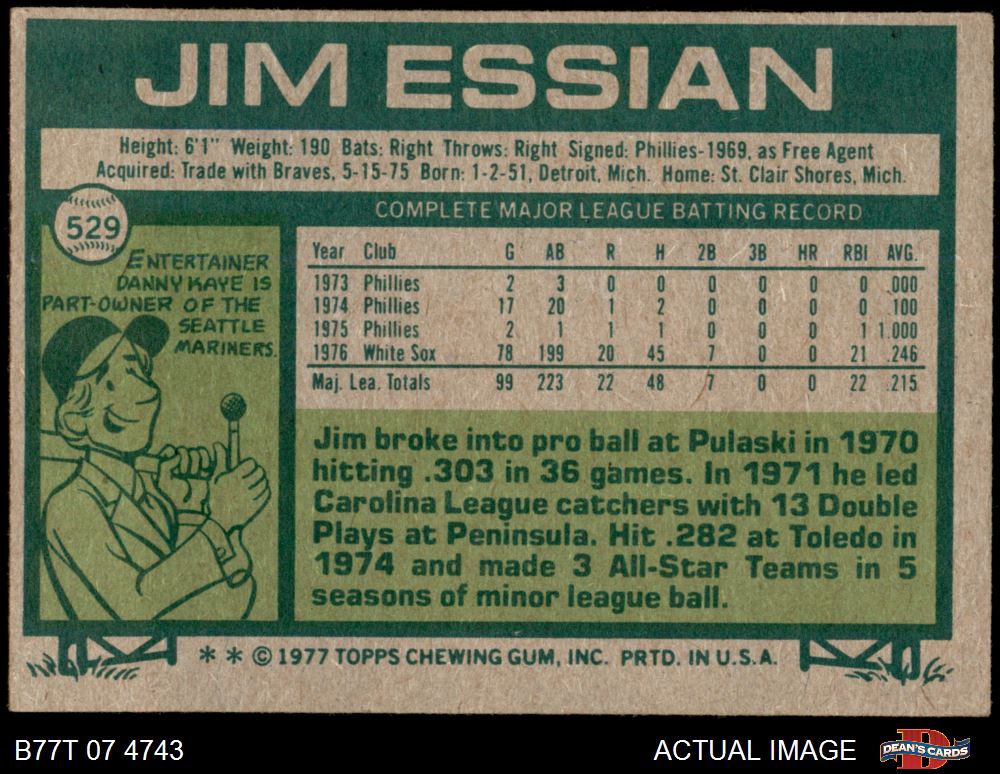 JIM ESSIAN
Height: 6'1" Weight: 190 Bats: Right Throws: Right Signed: Phillies-1969, as Free Agent
Acquired: Trade with Braves, 5-15-75 Born: 1-2-51, Detroit, Mich. Home: St. Clair Shores, Mich.
529
ENTERTAINER
DANNY KAYE IS
PART-OWNER OF THE
SEATTLE
MARINERS.
COMPLETE MAJOR LEAGUE BATTING RECORD
Year Club G AB R H 2B 3B HR RBI AVG.
1973 Phillies 2 3 0 0 0 0 0 0 .000
1974 Phillies 17 20 1 2 0 0 0 0 .100
1975 Phillies 2 1 1 1 0 0 0 1 1.000
1976 White Sox 78 199 20 45 7 0 0 21 .246
Maj. Lea. Totals 99 223 22 48 7 0 0 22 .215
Jim broke into pro ball at Pulaski in 1970
hitting .303 in 36 games. In 1971 he led
Carolina League catchers with 13 Double
Plays at Peninsula. Hit .282 at Toledo in
1974 and made 3 All-Star Teams in 5
seasons of minor league ball.
* * © 1977 TOPPS CHEWING GUM, INC. PRTD. IN U.S.A.
B77T 07 4743
ACTUAL IMAGE
DEAN'S CARDS